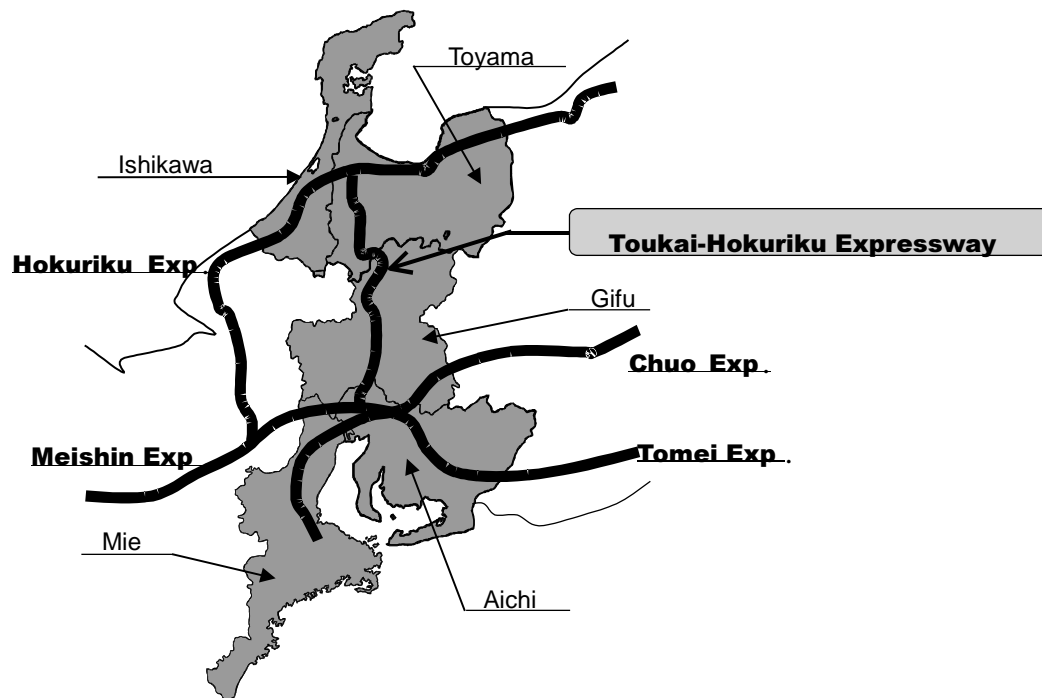 Toyama
Ishikawa
Toukai-Hokuriku Expressway
Hokuriku Exp.
Gifu
Chuo Exp.
Meishin Exp
Tomei Exp.
Mie
Aichi